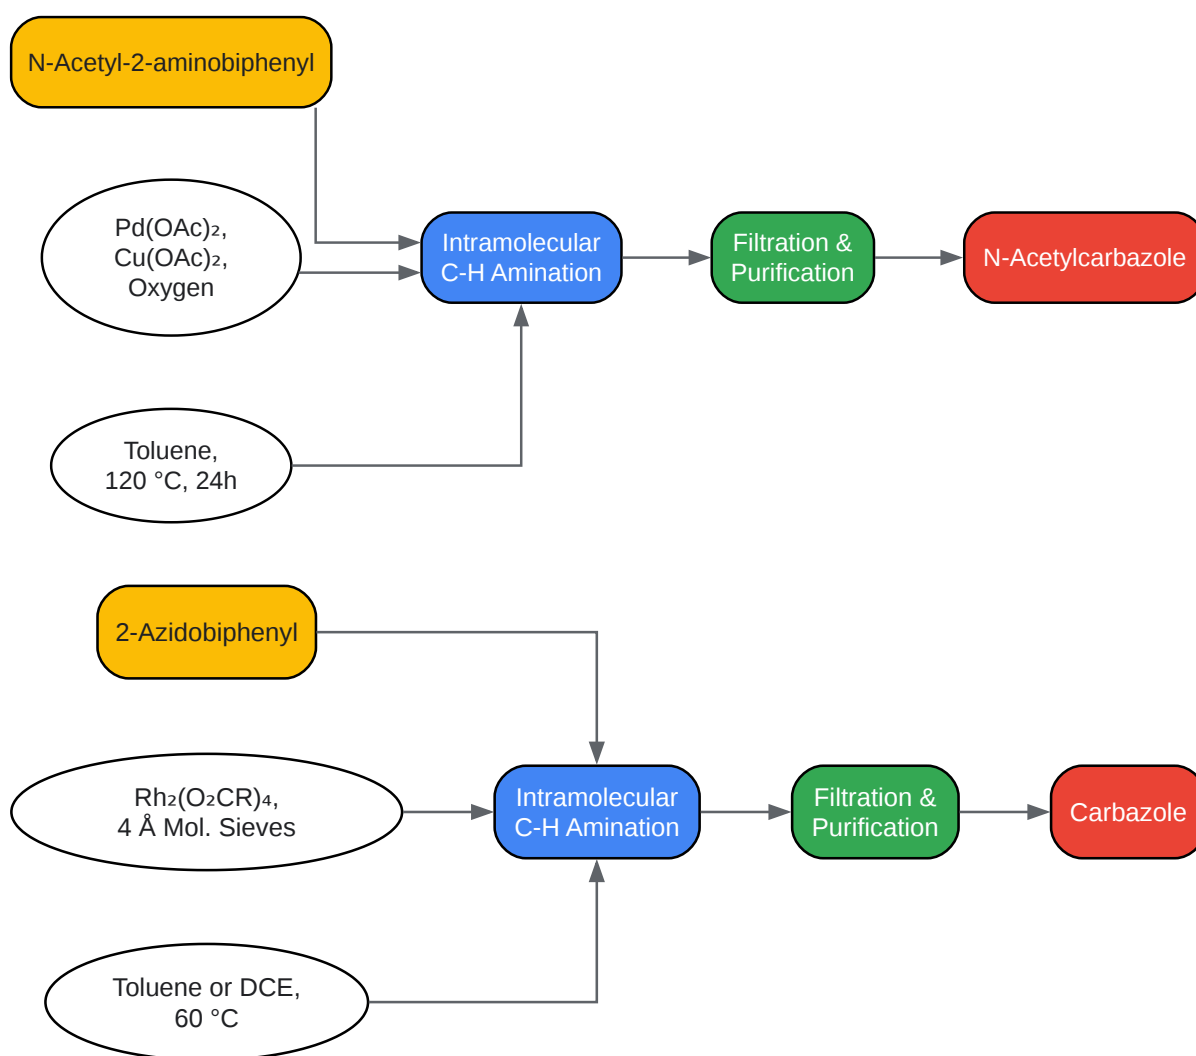 N-Acetyl-2-aminobiphenyl
Pd(OAc)₂,
Cu(OAc)₂,
Oxygen
Intramolecular
C-H Amination
Filtration &
Purification
N-Acetylcarbazole
Toluene,
120 °C, 24h
2-Azidobiphenyl
Rh₂(O₂CR)₄,
4 Å Mol. Sieves
Intramolecular
C-H Amination
Filtration &
Purification
Carbazole
Toluene or DCE,
60 °C